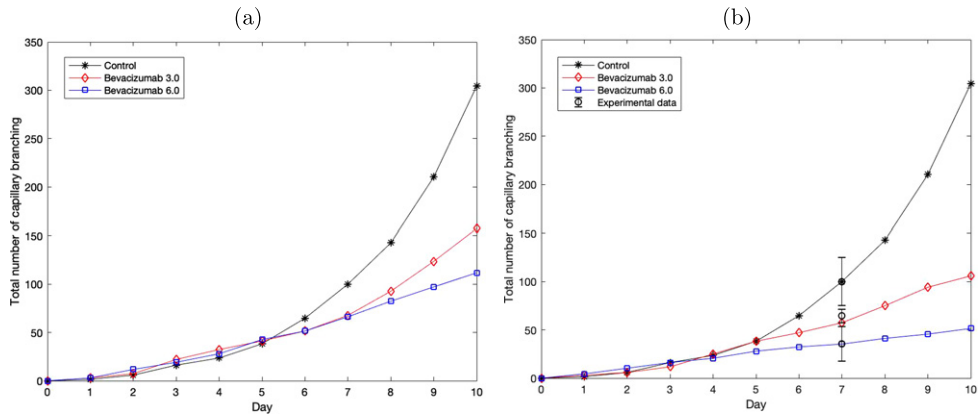 (a)
350
300
250
200
150
100
50
0
Total number of capillary branching
Control
Bevacizumab 3.0
Bevacizumab 6.0
0 1 2 3 4 5 6 7 8 9 10
Day
(b)
350
300
250
200
150
100
50
0
Total number of capillary branching
Control
Bevacizumab 3.0
Bevacizumab 6.0
Experimental data
0 1 2 3 4 5 6 7 8 9 10
Day